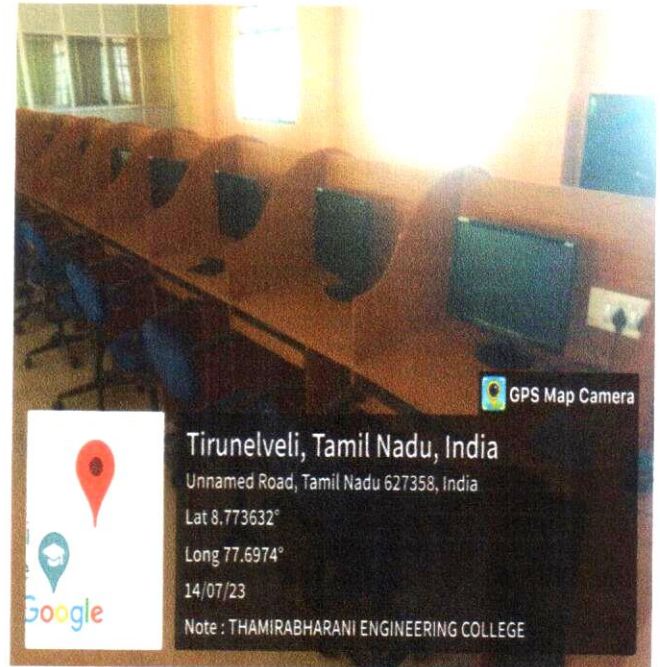 GPS Map Camera
Tirunelveli, Tamil Nadu, India
Unnamed Road, Tamil Nadu 627358, India
Lat 8.773632°
Long 77.6974°
14/07/23
Note : THAMIRABHARANI ENGINEERING COLLEGE
Google